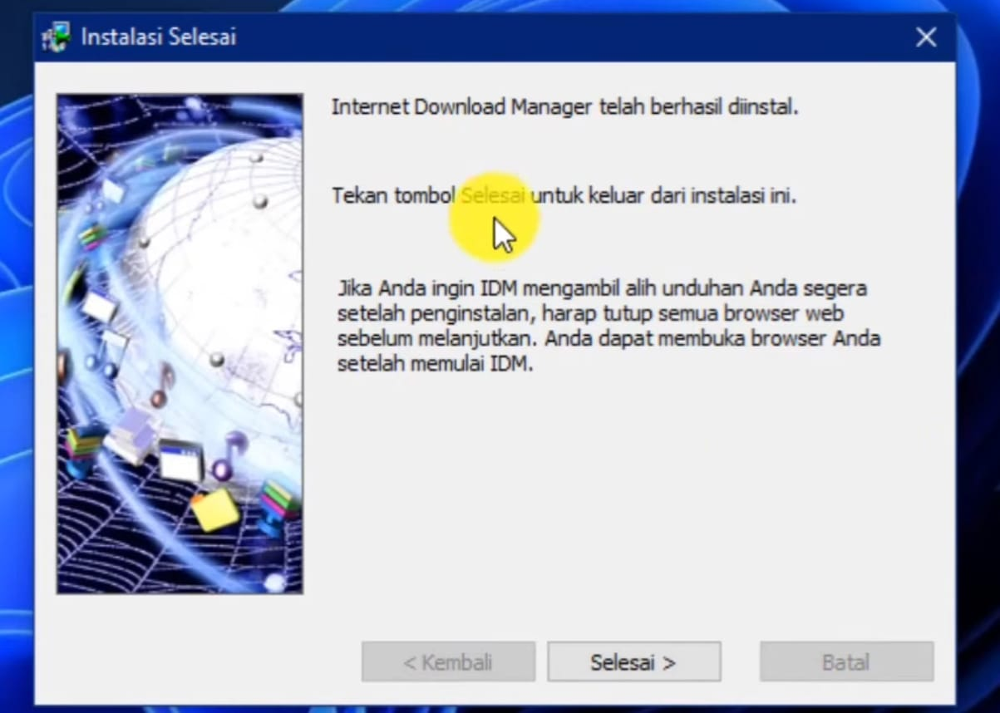 Instalasi Selesai
Internet Download Manager telah berhasil diinstal.
Tekan tombol Selesai untuk keluar dari instalasi ini.
Jika Anda ingin IDM mengambil alih unduhan Anda segera
setelah penginstalan, harap tutup semua browser web
sebelum melanjutkan. Anda dapat membuka browser Anda
setelah memulai IDM.
< Kembali
Selesai >
Batal